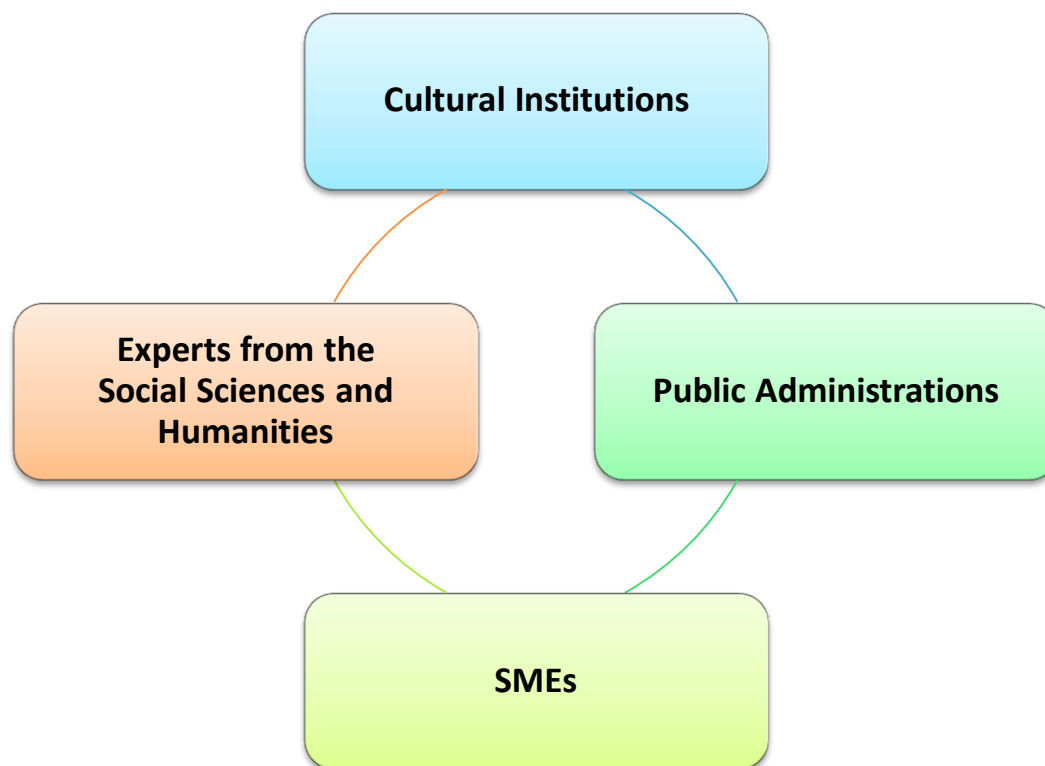 Cultural Institutions
Experts from the
Social Sciences and
Humanities
Public Administrations
SMEs